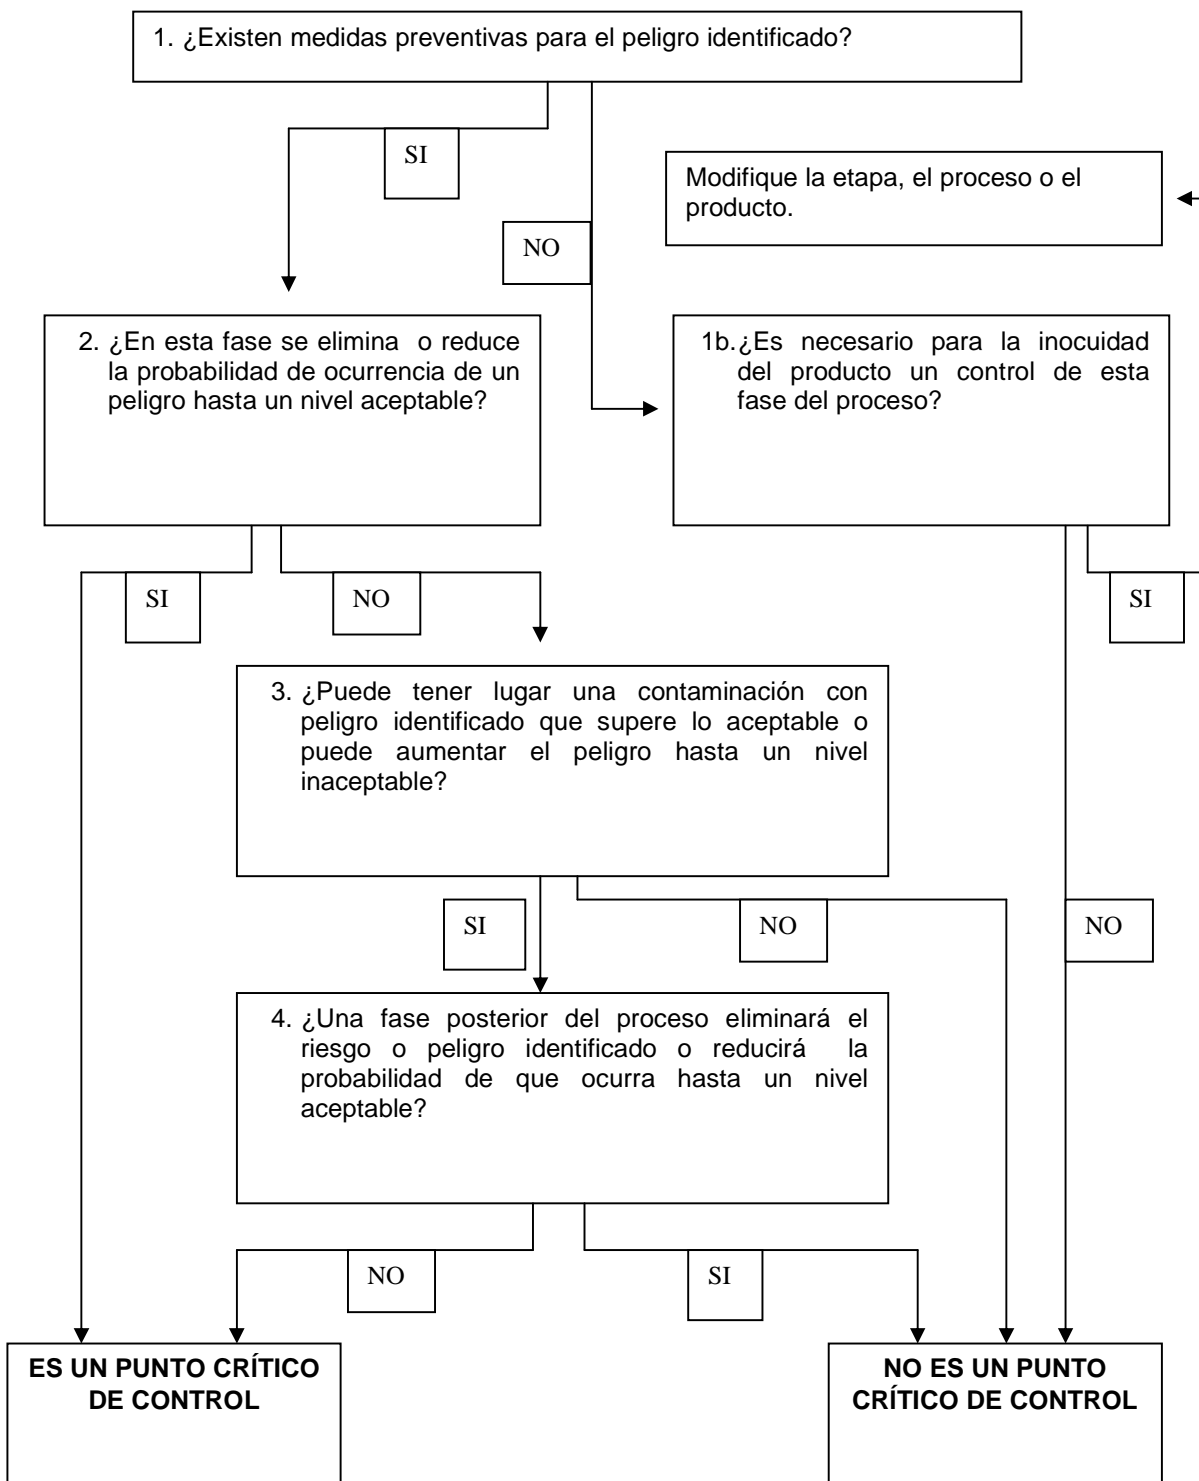 1. ¿Existen medidas preventivas para el peligro identificado?
SI
Modifique la etapa, el proceso o el
producto.
NO
2. ¿En esta fase se elimina o reduce
la probabilidad de ocurrencia de un
peligro hasta un nivel aceptable?
1b.¿Es necesario para la inocuidad
del producto un control de esta
fase del proceso?
SI
NO
SI
3. ¿Puede tener lugar una contaminación con
peligro identificado que supere lo aceptable o
puede aumentar el peligro hasta un nivel
inaceptable?
SI
NO
NO
4. ¿Una fase posterior del proceso eliminará el
riesgo o peligro identificado o reducirá la
probabilidad de que ocurra hasta un nivel
aceptable?
NO
SI
ES UN PUNTO CRÍTICO
DE CONTROL
NO ES UN PUNTO
CRÍTICO DE CONTROL